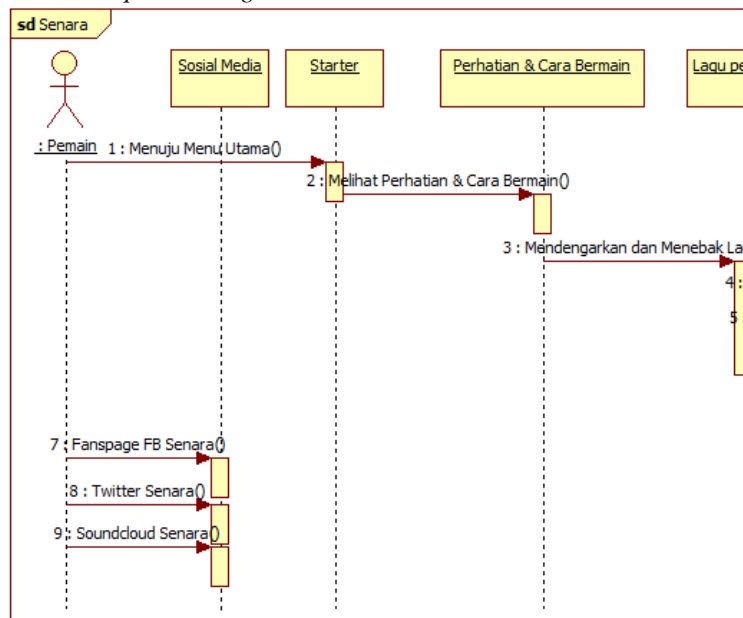 sd Senara
Sosial Media
Starter
Perhatian & Cara Bermain
Lagu
: Pemain
1 : Menuju Menu Utama()
2 : Melihat Perhatian & Cara Bermain()
3 : Mendengarkan dan Menebak
4 :
5
7 : Fanspage FB Senara()
8 : Twitter Senara()
9 : Soundcloud Senara()